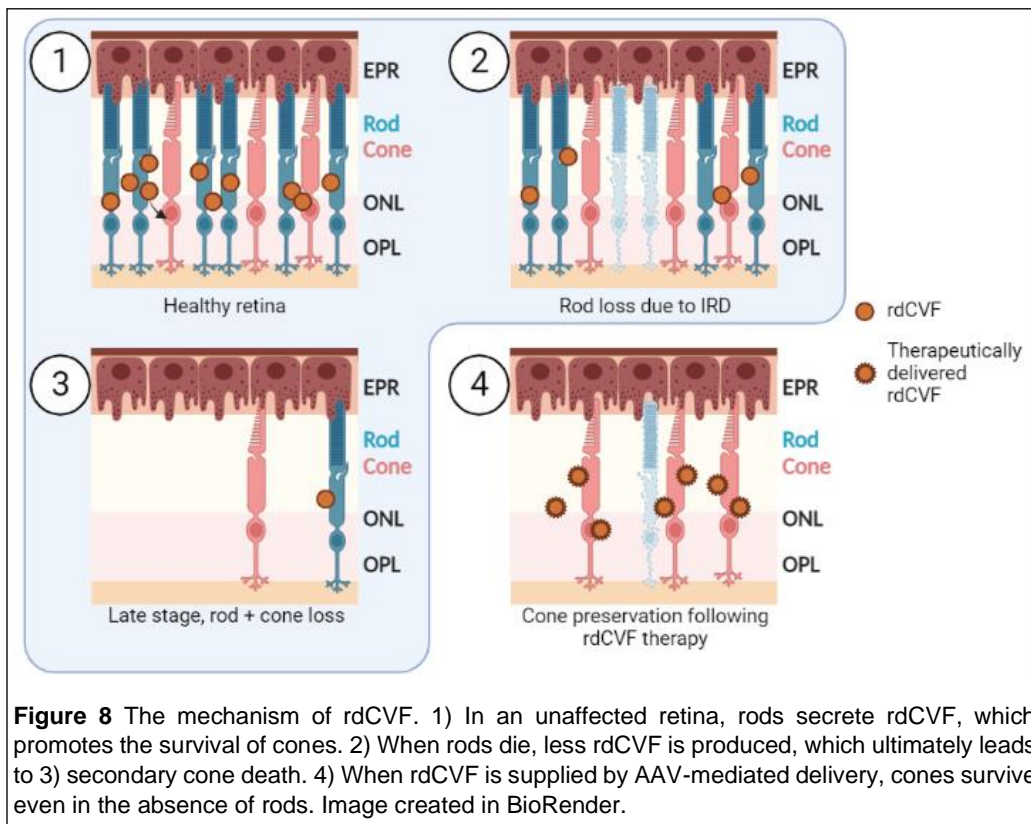 1
EPR
Rod
Cone
ONL
OPL
Healthy retina
2
EPR
Rod
Cone
ONL
OPL
Rod loss due to IRD
rdCVF
Therapeutically
delivered
rdCVF
3
EPR
Rod
Cone
ONL
OPL
Late stage, rod + cone loss
4
EPR
Rod
Cone
ONL
OPL
Cone preservation following
rdCVF therapy
Figure 8 The mechanism of rdCVF. 1) In an unaffected retina, rods secrete rdCVF, which
promotes the survival of cones. 2) When rods die, less rdCVF is produced, which ultimately leads
to 3) secondary cone death. 4) When rdCVF is supplied by AAV-mediated delivery, cones survive
even in the absence of rods. Image created in BioRender.